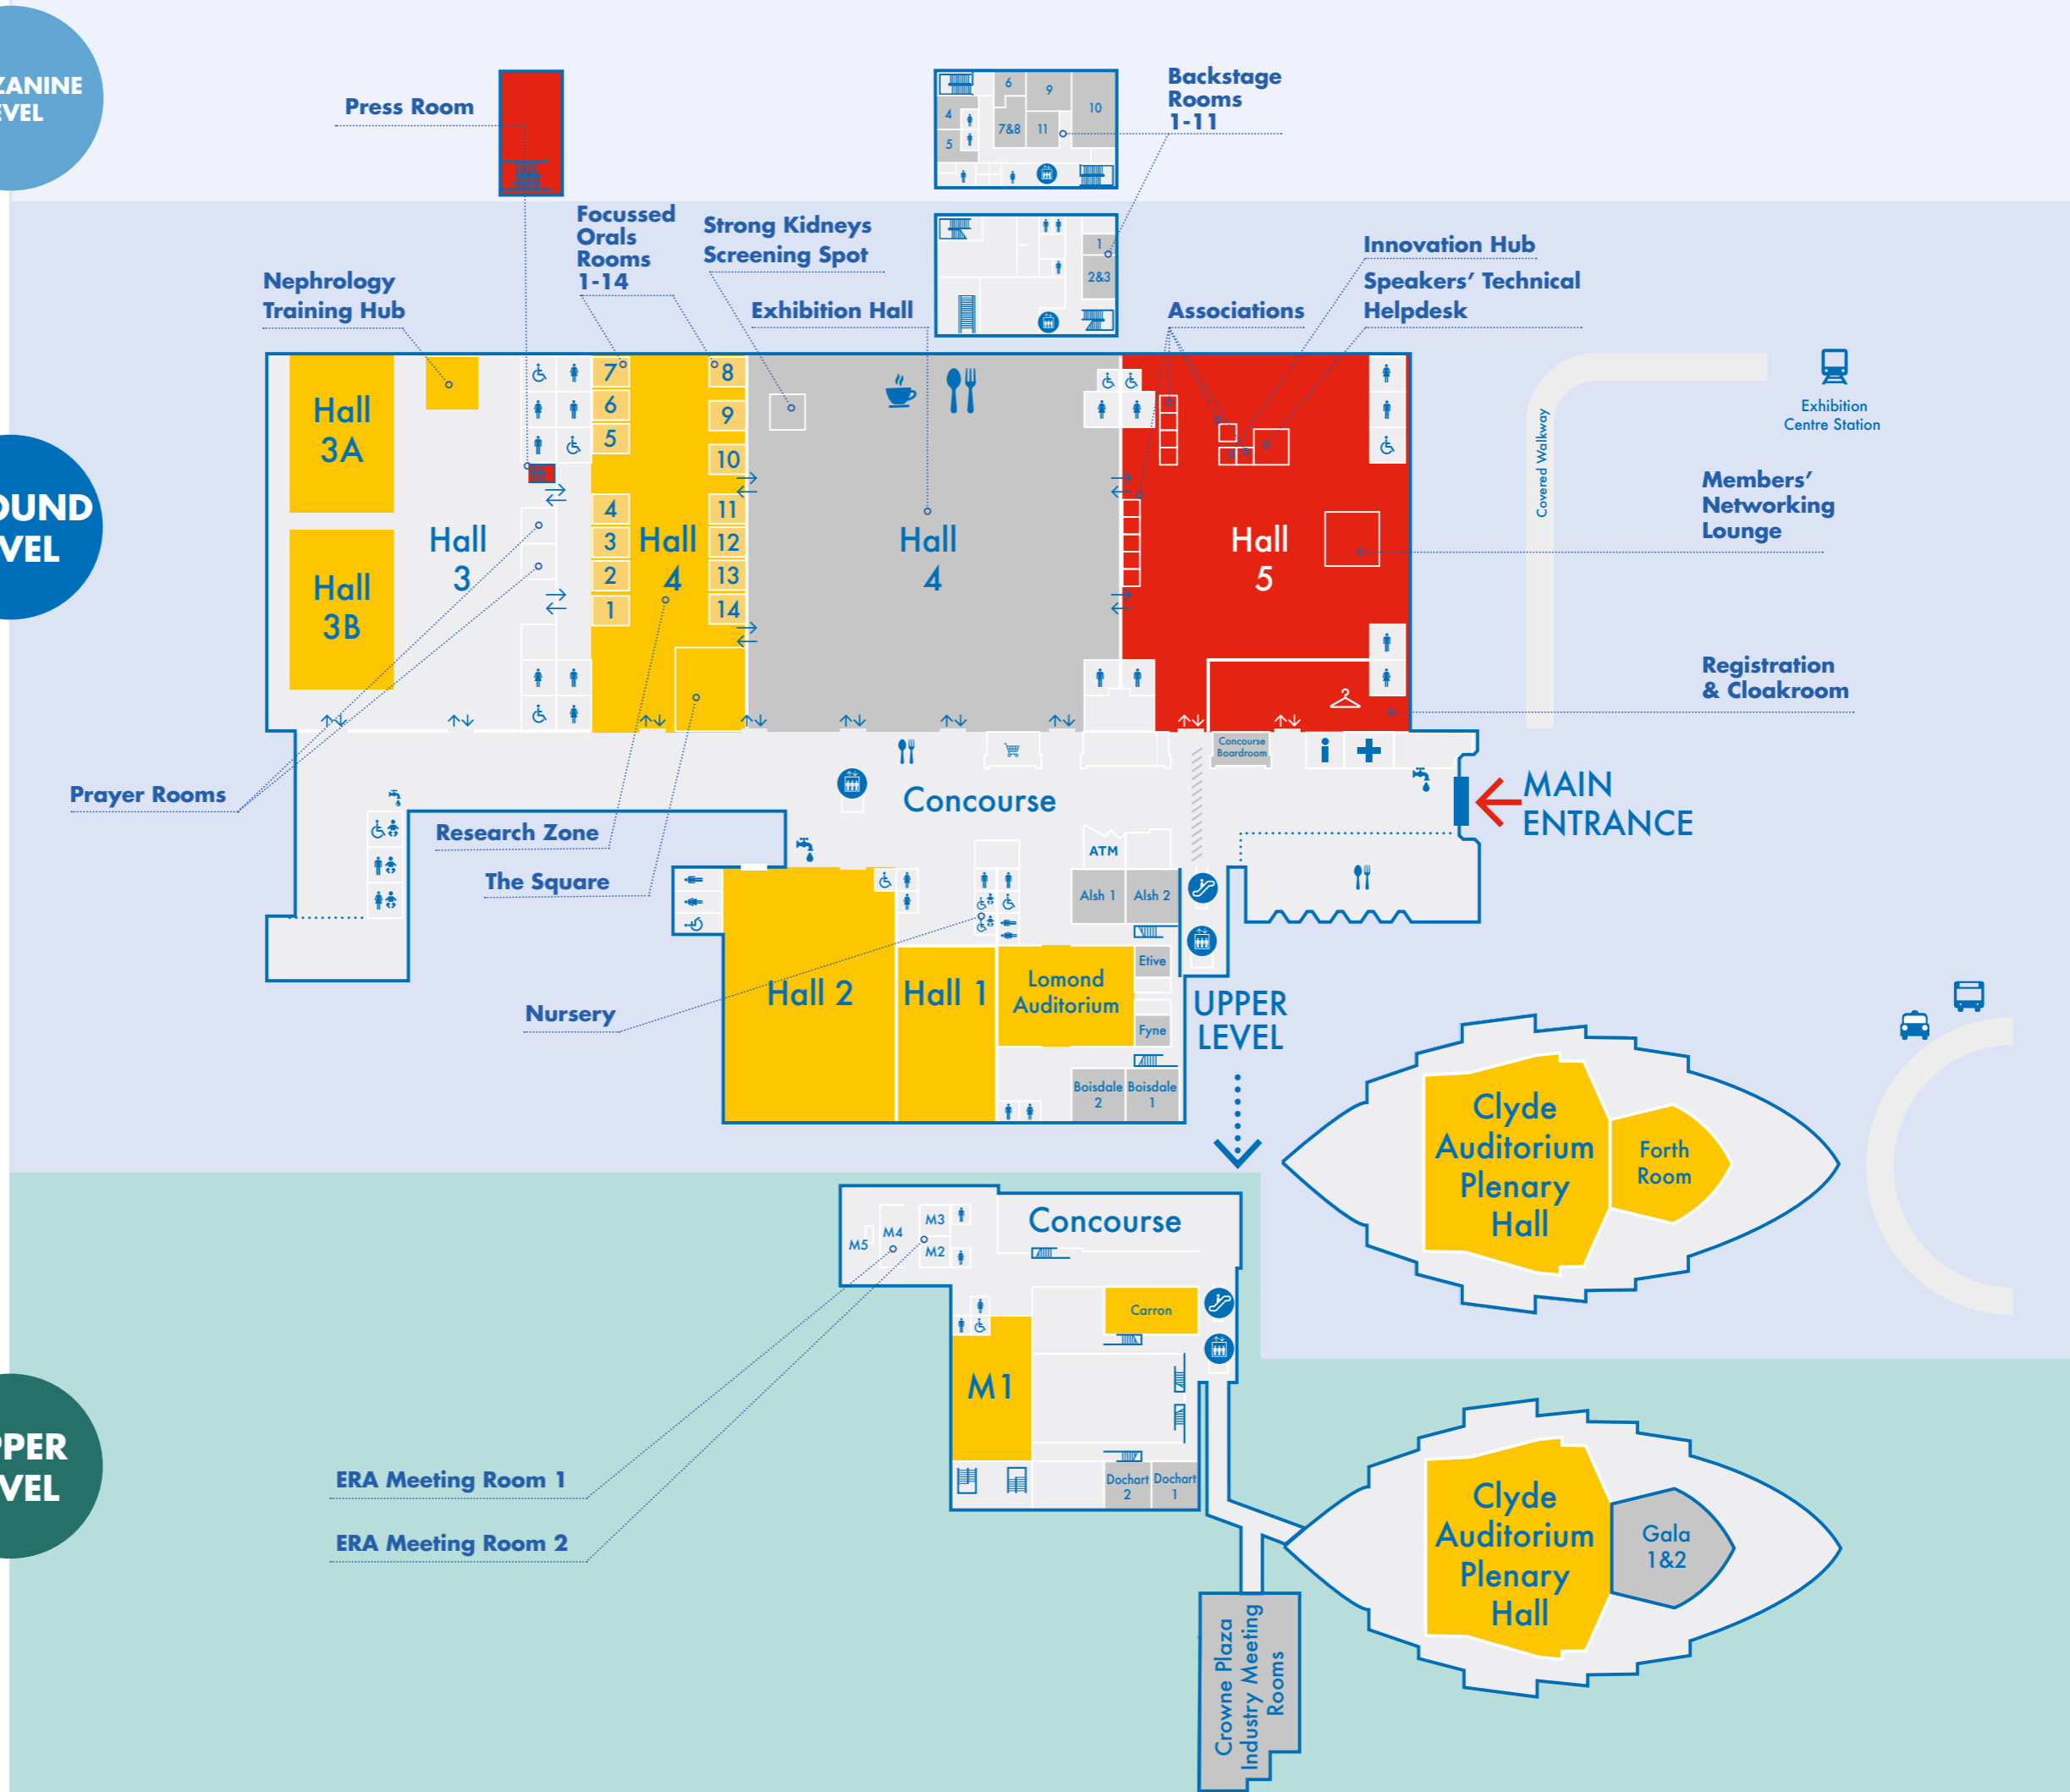 ZANINE
EVEL
Press Room
Backstage
Rooms
1-11
6
9
10
4
7&8
11
5
1
2&3
Focussed
Orals
Rooms
1-14
Strong Kidneys
Screening Spot
Innovation Hub
Speakers’ Technical
Helpdesk
Nephrology
Training Hub
Exhibition Hall
Associations
OUND
VEL
Hall
3A
Hall
3B
Hall
3
7
6
5
4
3
2
1
Hall
4
8
9
10
11
12
13
14
Hall
4
Hall
5
Covered Walkway
Exhibition
Centre Station
Members’
Networking
Lounge
Registration
& Cloakroom
Concourse
Boardroom
MAIN
ENTRANCE
Prayer Rooms
Concourse
Research Zone
The Square
ATM
Alsh 1
Alsh 2
Etive
Hall 2
Hall 1
Lomond
Auditorium
Nursery
Fyne
Boisdale
2
Boisdale
1
UPPER
LEVEL
Clyde
Auditorium
Plenary
Hall
Forth
Room
M5
M4
M3
M2
Concourse
Carron
M1
Dochart
2
Dochart
1
PPER
VEL
ERA Meeting Room 1
ERA Meeting Room 2
Clyde
Auditorium
Plenary
Hall
Gala
1&2
Crowne Plaza
Industry Meeting
Rooms